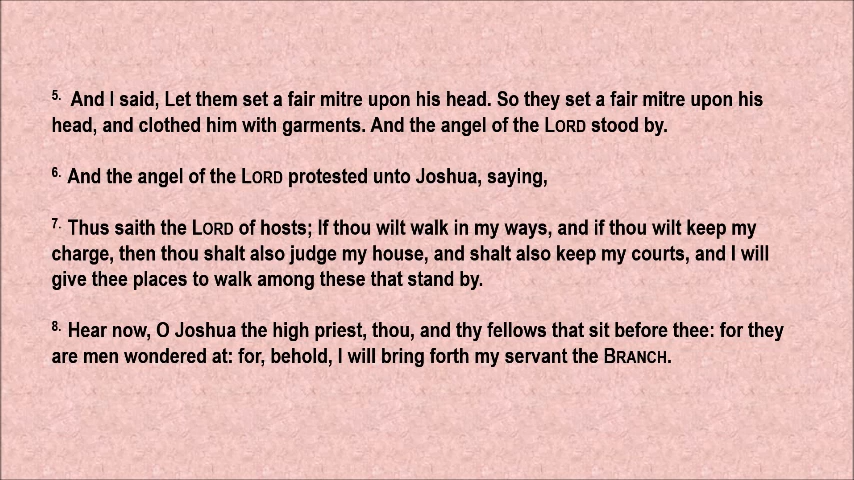 5. And I said, Let them set a fair mitre upon his head. So they set a fair mitre upon his
head, and clothed him with garments. And the angel of the LORD stood by.
6. And the angel of the LORD protested unto Joshua, saying,
7. Thus saith the LORD of hosts; If thou wilt walk in my ways, and if thou wilt keep my
charge, then thou shalt also judge my house, and shalt also keep my courts, and I will
give thee places to walk among these that stand by.
8. Hear now, O Joshua the high priest, thou, and thy fellows that sit before thee: for they
are men wondered at: for, behold, I will bring forth my servant the BRANCH.